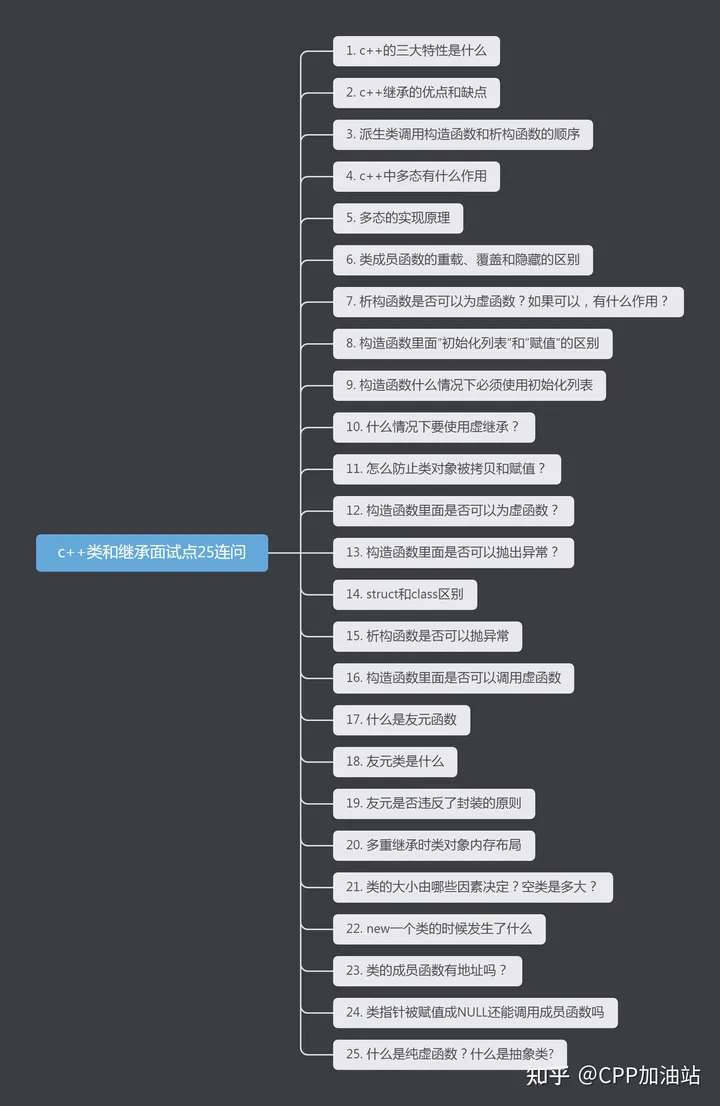 c++类和继承面试点25连问
1. c++的三大特性是什么
2. c++继承的优点和缺点
3. 派生类调用构造函数和析构函数的顺序
4. c++中多态有什么作用
5. 多态的实现原理
6. 类成员函数的重载、覆盖和隐藏的区别
7. 析构函数是否可以为虚函数？如果可以，有什么作用？
8. 构造函数里面“初始化列表”和”赋值“的区别
9. 构造函数什么情况下必须使用初始化列表
10. 什么情况下要使用虚继承？
11. 怎么防止类对象被拷贝和赋值？
12. 构造函数里面是否可以为虚函数？
13. 构造函数里面是否可以抛出异常？
14. struct和class区别
15. 析构函数是否可以抛异常
16. 构造函数里面是否可以调用虚函数
17. 什么是友元函数
18. 友元类是什么
19. 友元是否违反了封装的原则
20. 多重继承时类对象内存布局
21. 类的大小由哪些因素决定？空类是多大？
22. new一个类的时候发生了什么
23. 类的成员函数有地址吗？
24. 类指针被赋值成NULL还能调用成员函数吗
25. 什么是纯虚函数？什么是抽象类?
知乎 @CPP加油站